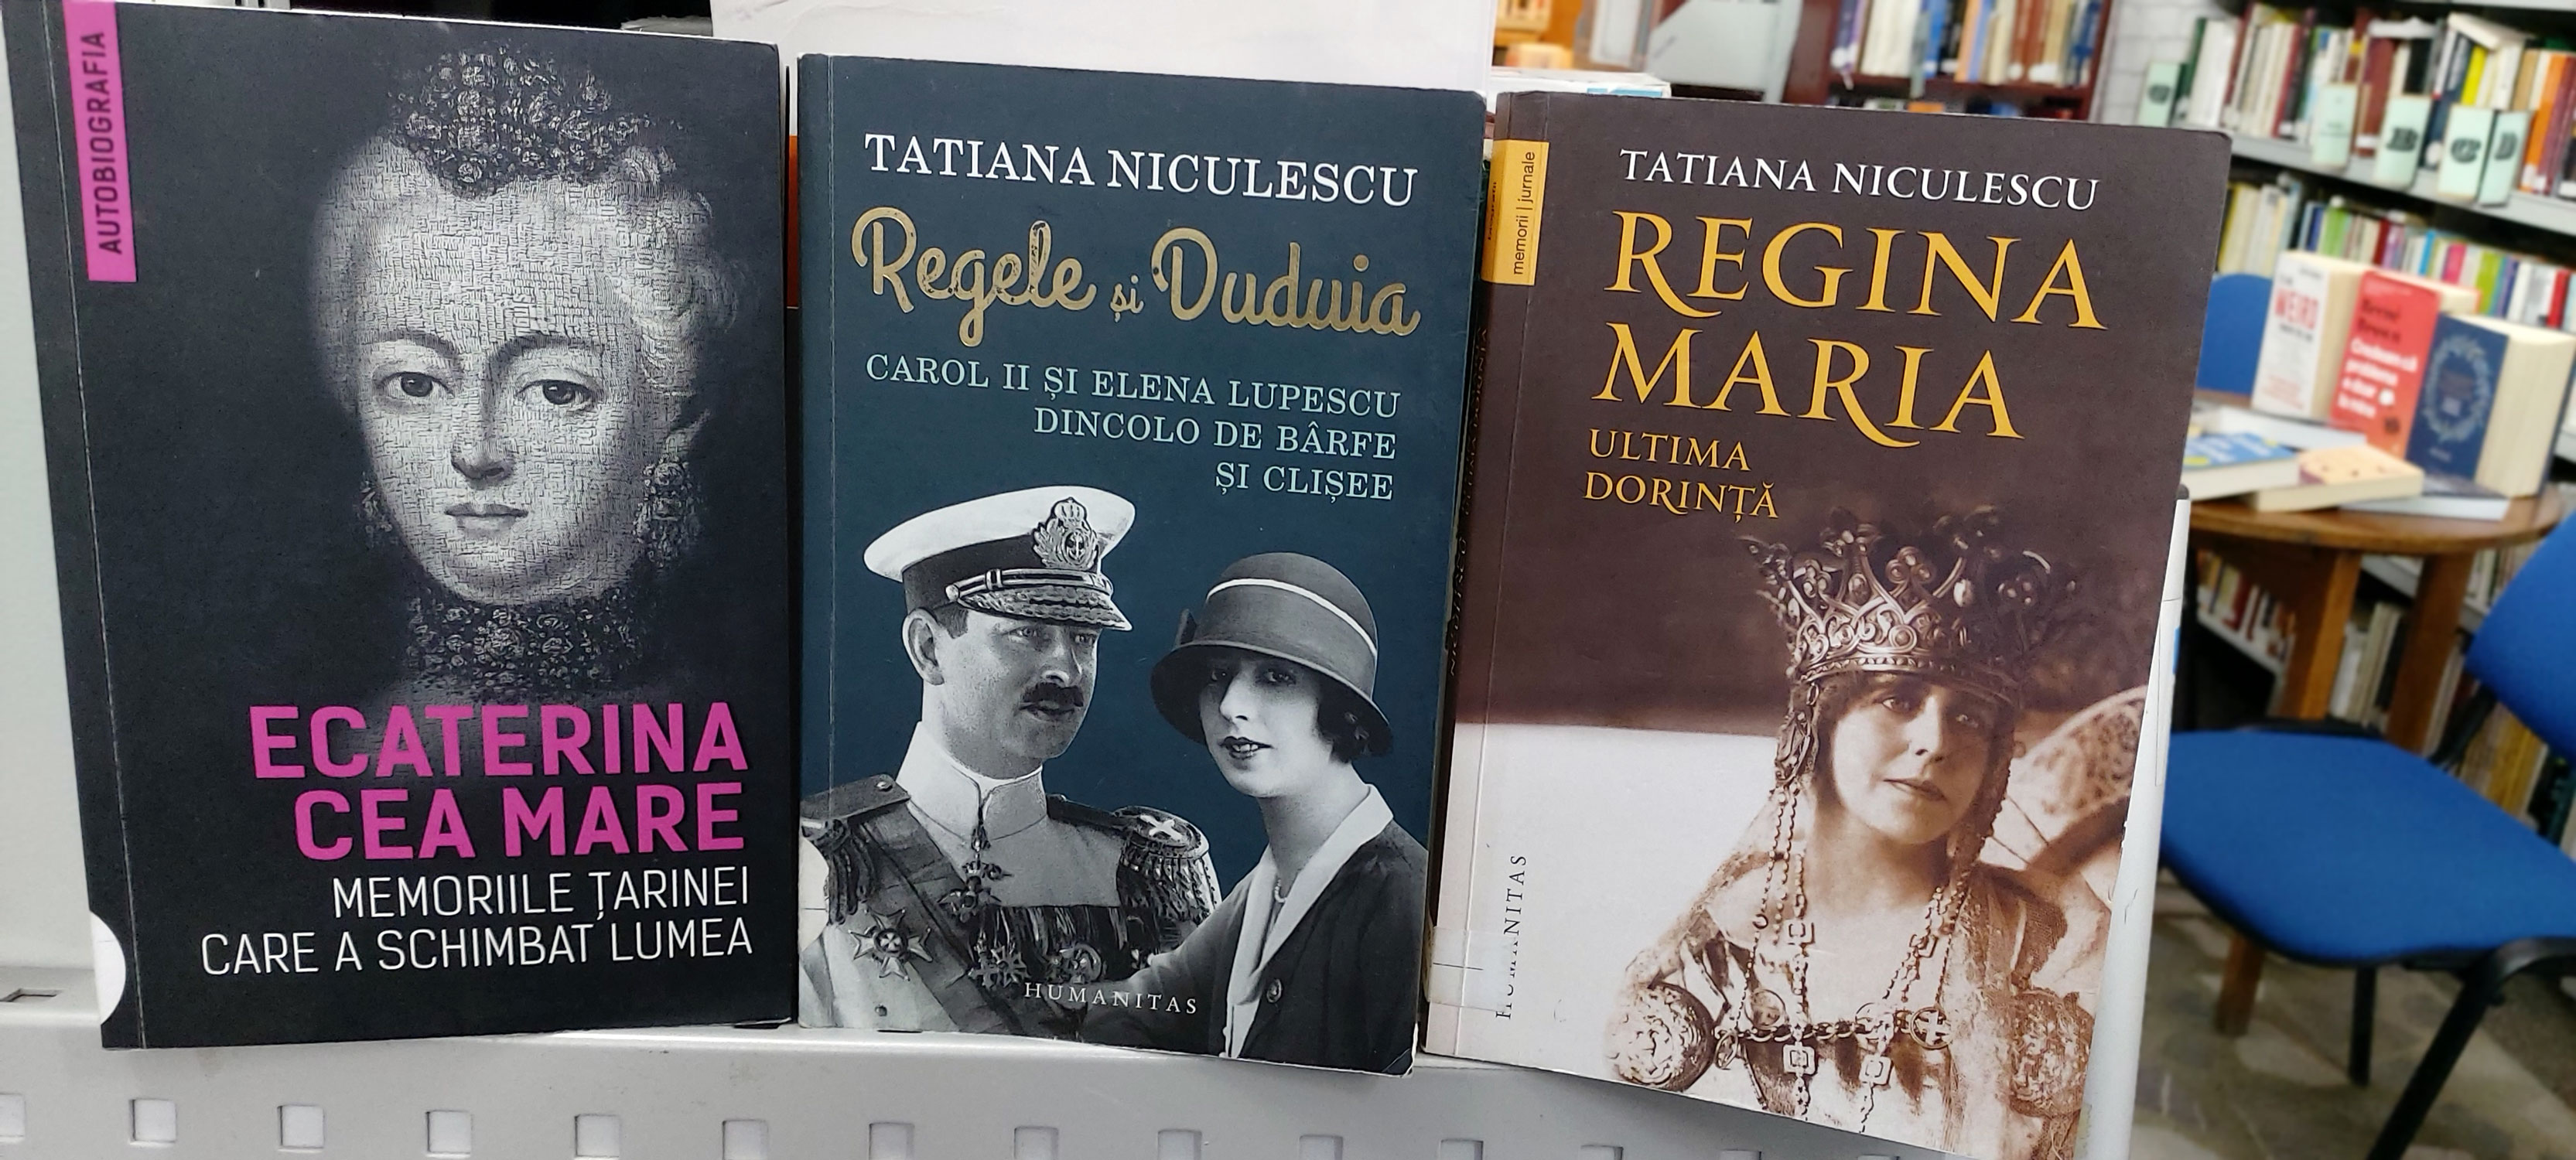 AUTOBIOGRAFIA
ECATERINA
CEA MARE
MEMORIILE ȚARINEI
CARE A SCHIMBAT LUMEA
TATIANA NICULESCU
Regele și Duduia
CAROL II ȘI ELENA LUPESCU
DINCOLO DE BÂRFE
ȘI CLIȘEE
HUMANITAS
memorii | jurnale
TATIANA NICULESCU
REGINA
MARIA
ULTIMA
DORINȚĂ
HUMANITAS
WEIRD
B
C
D